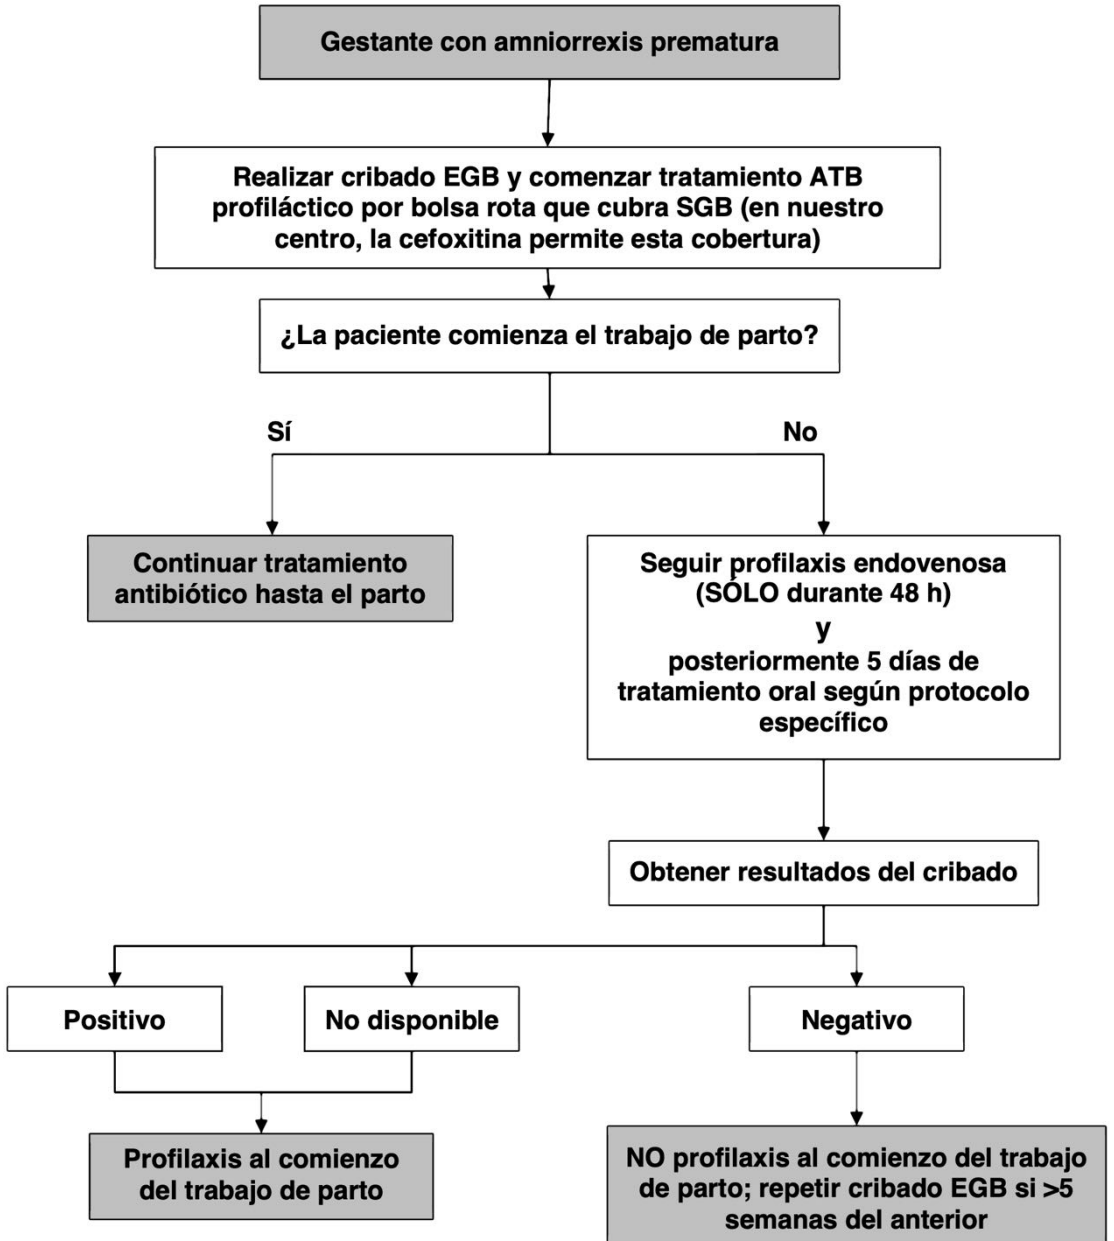 Gestante con amniorrexis prematura
Realizar cribado EGB y comenzar tratamiento ATB
profiláctico por bolsa rota que cubra SGB (en nuestro
centro, la cefoxitina permite esta cobertura)
¿La paciente comienza el trabajo de parto?
Sí
No
Continuar tratamiento
antibiótico hasta el parto
Seguir profilaxis endovenosa
(SÓLO durante 48 h)
y
posteriormente 5 días de
tratamiento oral según protocolo
específico
Obtener resultados del cribado
Positivo
No disponible
Negativo
Profilaxis al comienzo
del trabajo de parto
NO profilaxis al comienzo del trabajo
de parto; repetir cribado EGB si >5
semanas del anterior